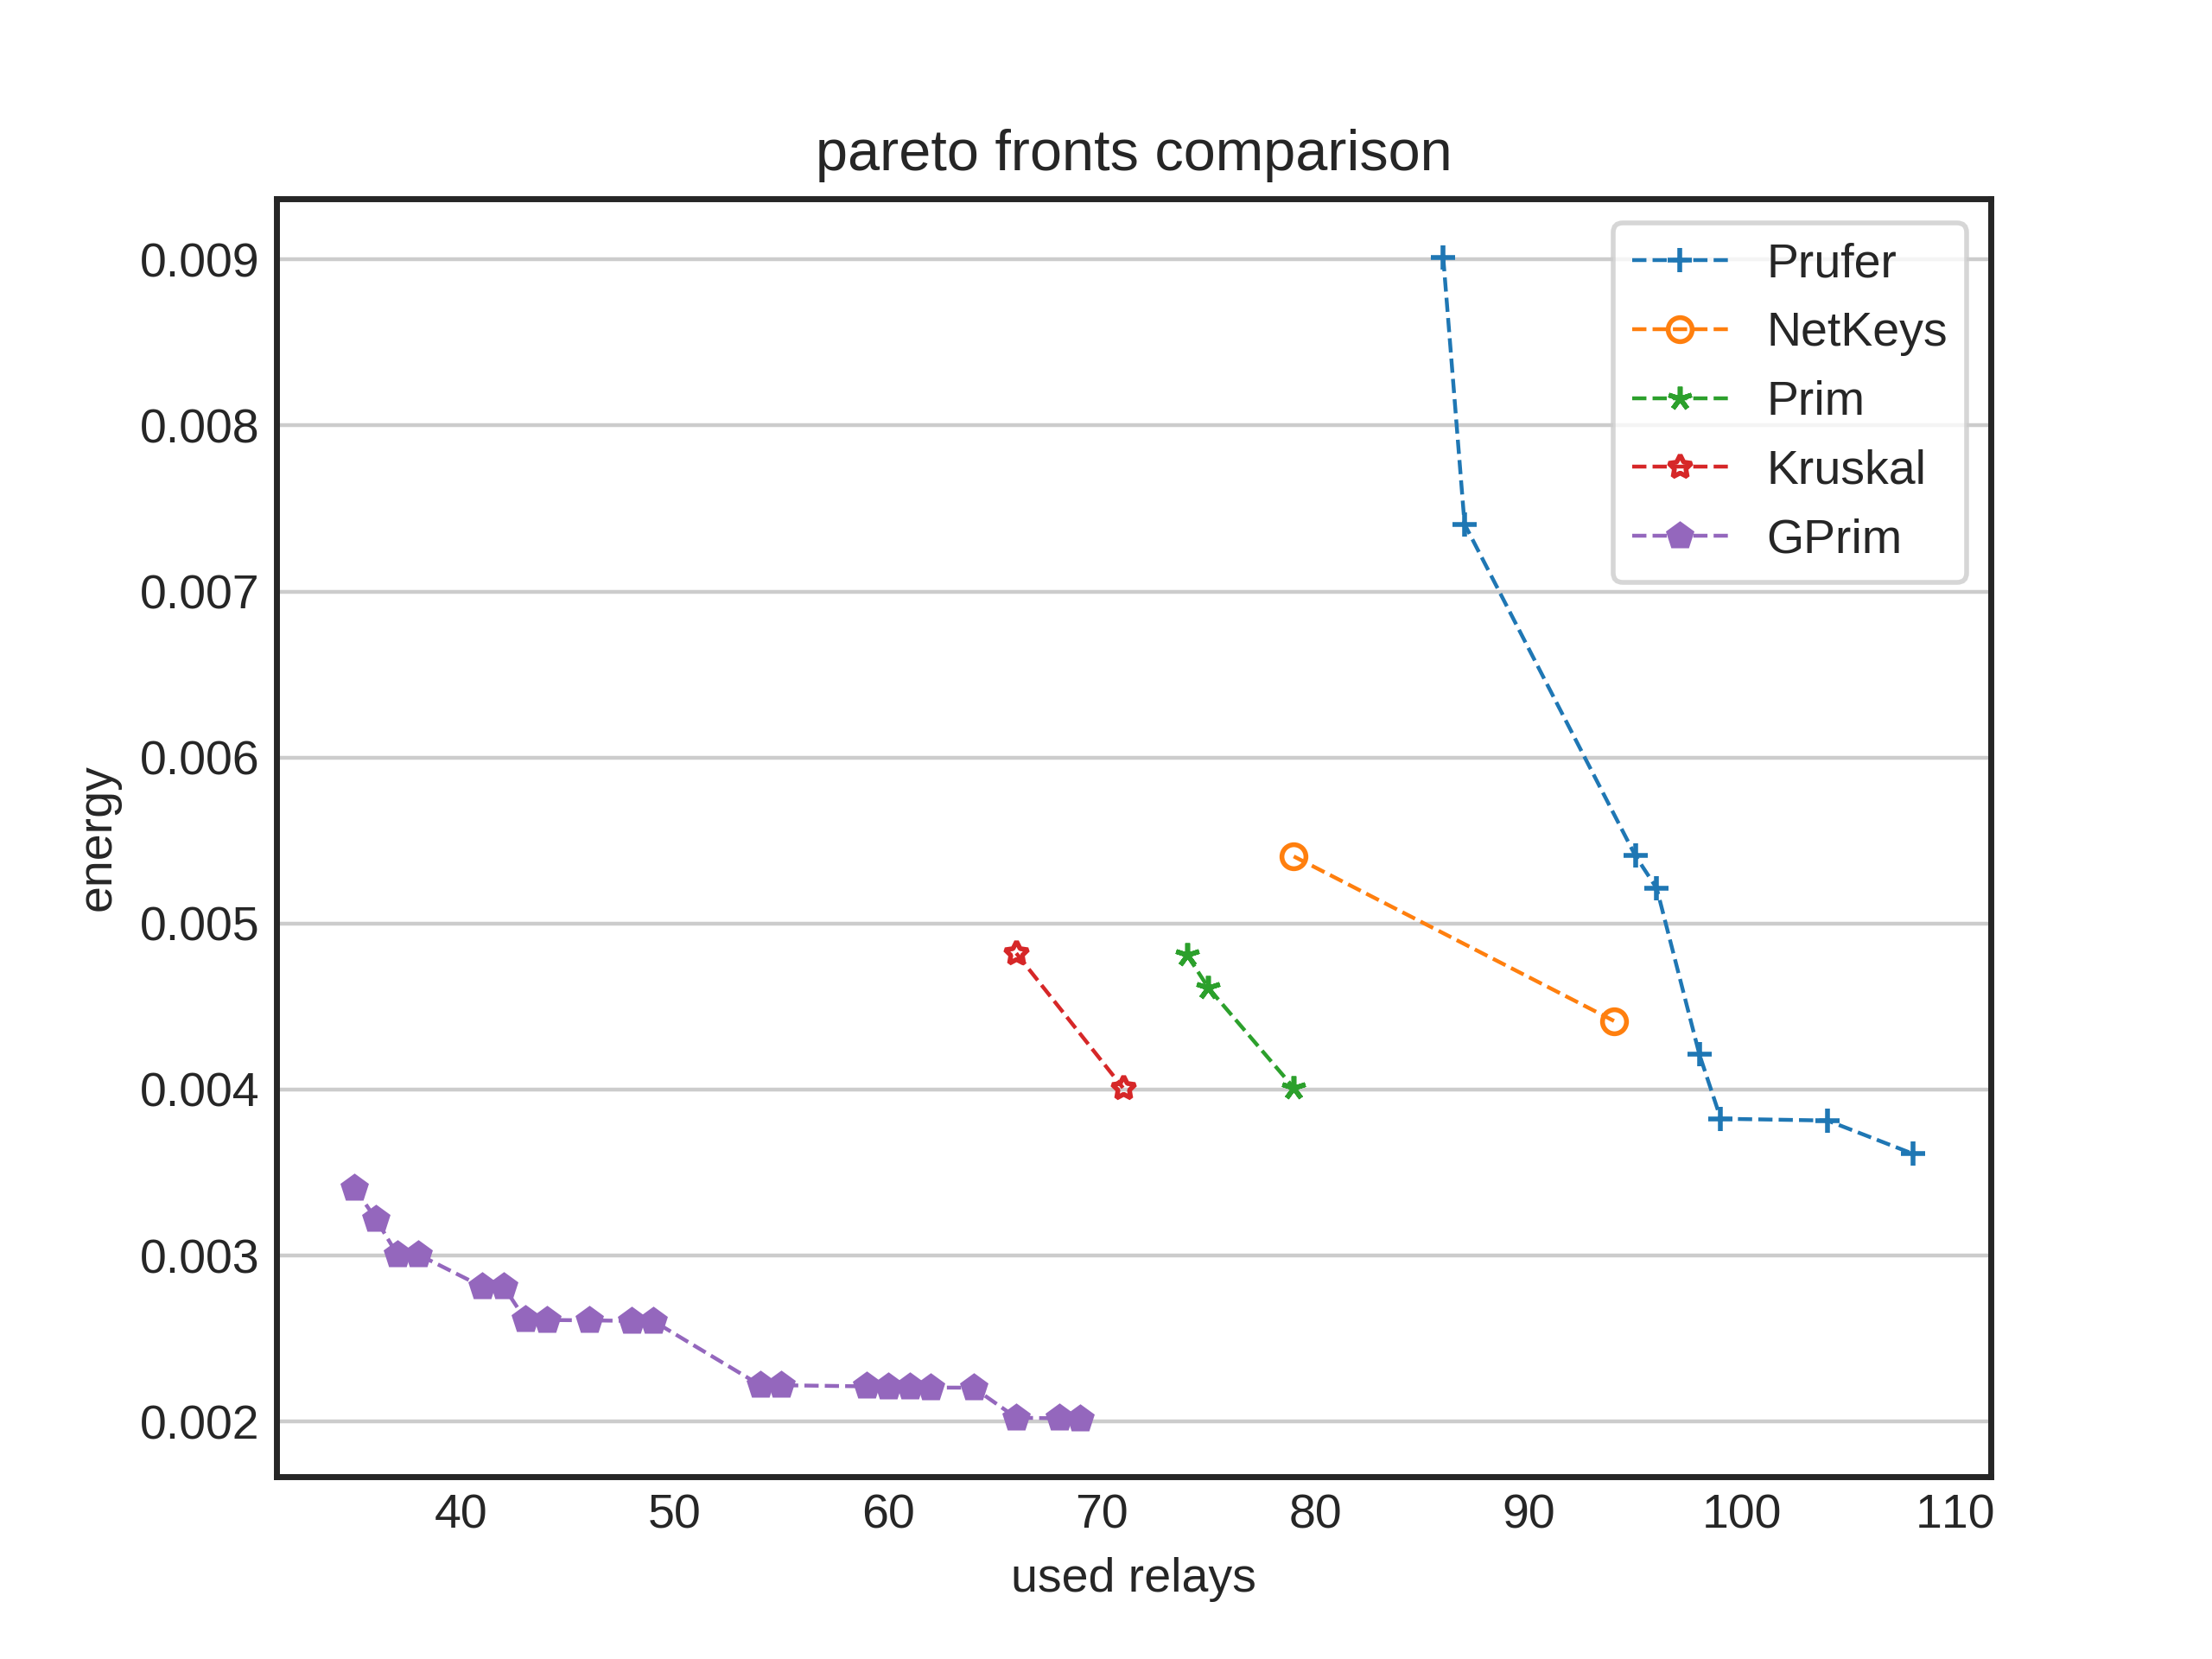 pareto fronts comparison
0.009
0.008
0.007
0.006
0.005
0.004
0.003
0.002
energy
Prufer
NetKeys
Prim
Kruskal
GPrim
40 50 60 70 80 90 100 110
used relays